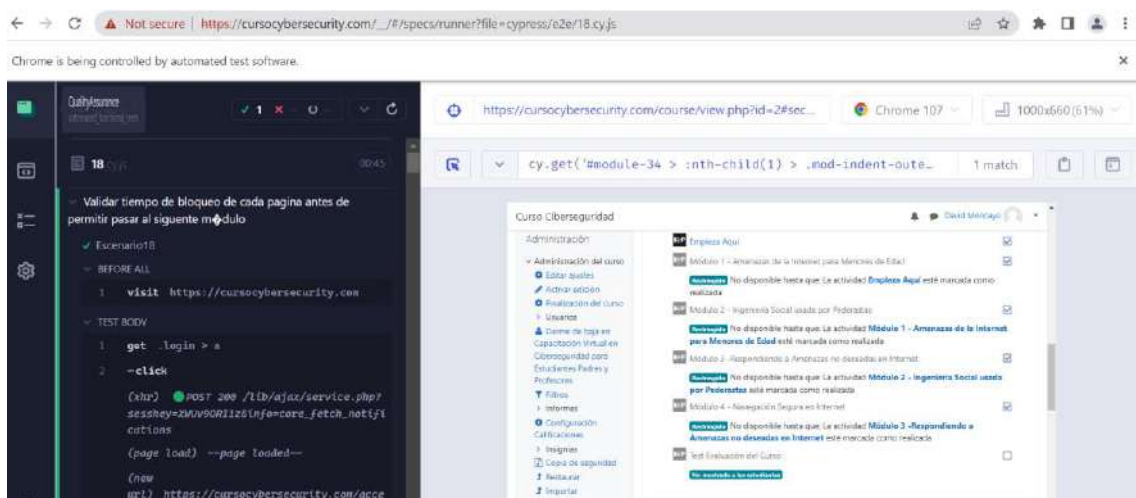 Not secure | https://cursocybersecurity.com/__/#/specs/runner?file=cypress/e2e/18.cy.js
Chrome is being controlled by automated test software.
QualityAssurance
1
18 cy.js
00:45
Validar tiempo de bloqueo de cada pagina antes de
permitir pasar al siguente m�dulo
Escenario18
BEFORE ALL
1 visit https://cursocybersecurity.com
TEST BODY
1 get .login > a
2 -click
(xhr) POST 200 /lib/ajax/service.php?
cations
(page load) --page loaded--
(new
url) https://cursocybersecurity.com/acce
https://cursocybersecurity.com/course/view.php?id=2#sec...
Chrome 107
1000x660 (61%)
cy.get('#module-34 > :nth-child(1) > .mod-indent-oute…
1 match
Curso Ciberseguridad
David Moncayo
Administración
Administración del curso
Editar ajustes
Activar edición
Finalización del curso
Usuarios
Darme de baja en
Capacitación Virtual en
Ciberseguridad para
Estudiantes Padres y
Profesores
Filtros
Informes
Configuración
Calificaciones
Insignias
Copia de seguridad
Restaurar
Importar
Empieza Aquí
Módulo 1 - Amenazas de la Internet para Menores de Edad
Restringido No disponible hasta que: La actividad Empieza Aquí esté marcada como
realizada
Módulo 2 - Ingeniería Social usada por Pederastas
Restringido No disponible hasta que: La actividad Módulo 1 - Amenazas de la Internet
para Menores de Edad esté marcada como realizada
Módulo 3 -Respondiendo a Amenazas no deseadas en Internet
Restringido No disponible hasta que: La actividad Módulo 2 - Ingeniería Social usada
por Pederastas esté marcada como realizada
Módulo 4 - Navegación Segura en Internet
Restringido No disponible hasta que: La actividad Módulo 3 -Respondiendo a
Amenazas no deseadas en Internet esté marcada como realizada
Test Evaluación del Curso
No mostrado a los estudiantes